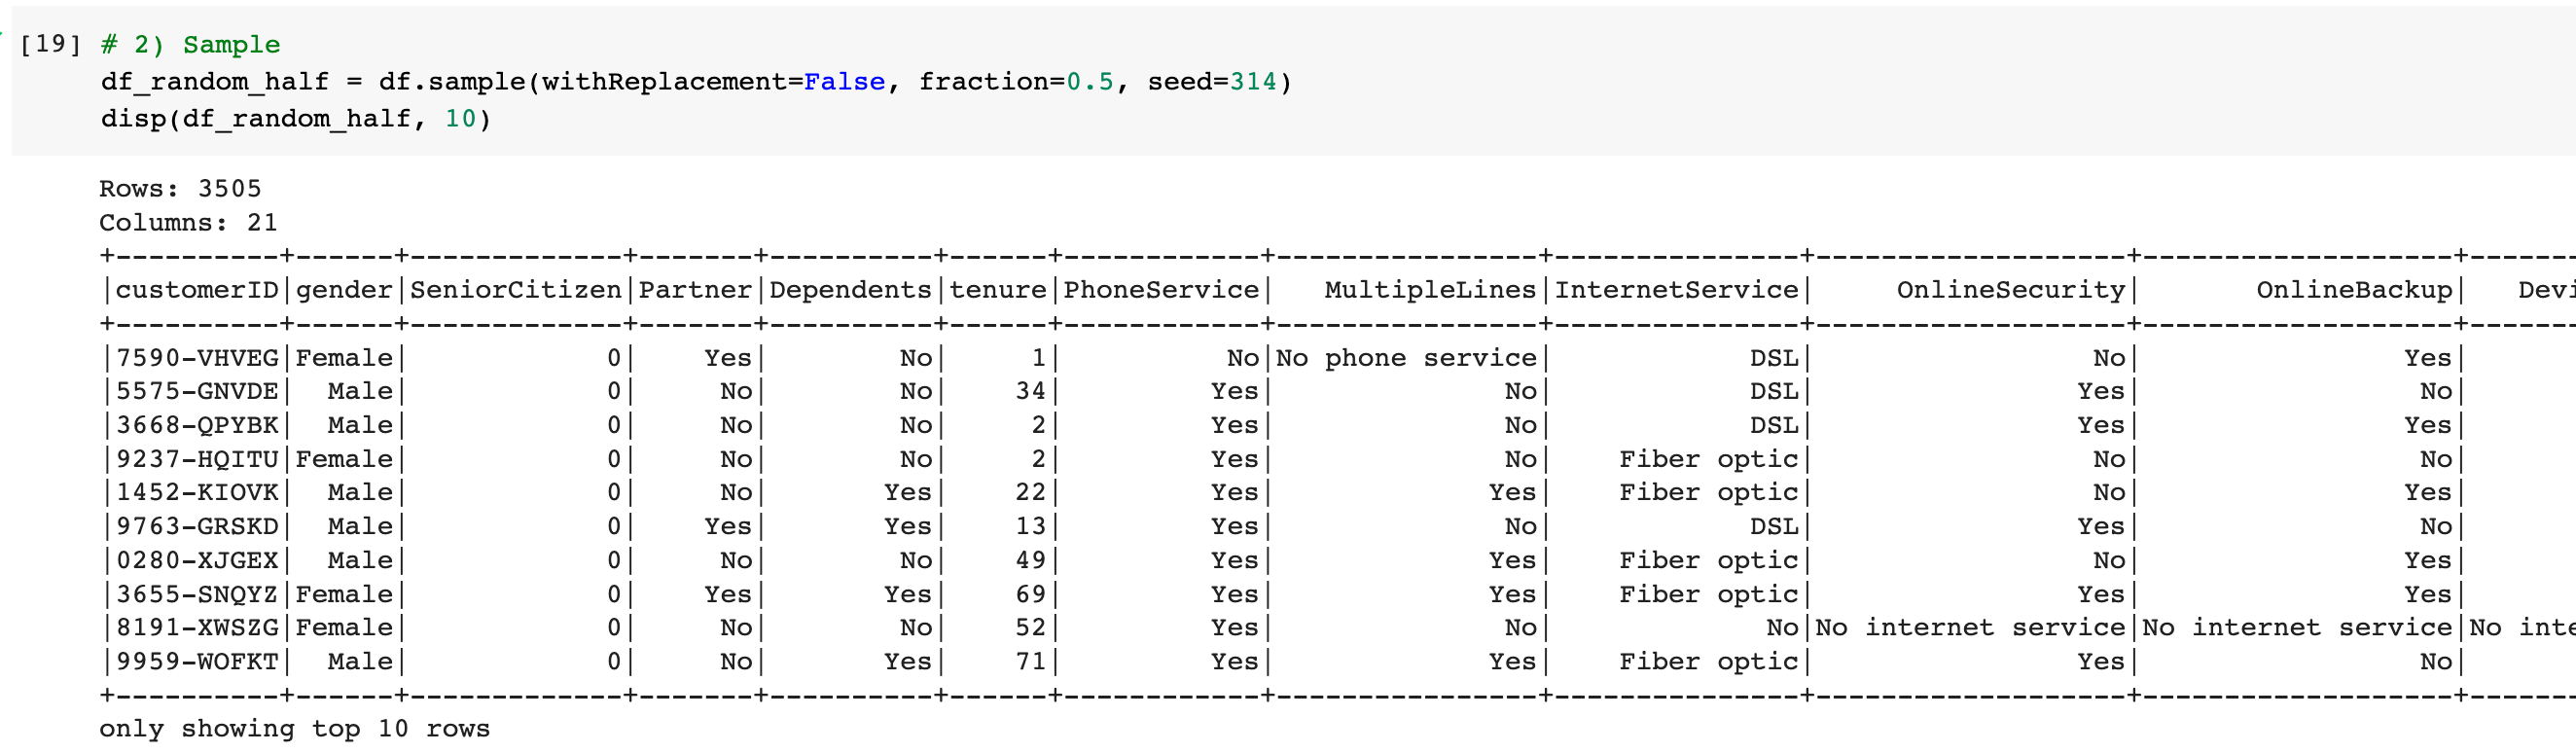 [19] # 2) Sample
df_random_half = df.sample(withReplacement=False, fraction=0.5, seed=314)
disp(df_random_half, 10)
Rows: 3505
Columns: 21
+----------+------+-------------+-------+----------+------+------------+----------------+---------------+-------------------+-------------------+------
|customerID|gender|SeniorCitizen|Partner|Dependents|tenure|PhoneService|   MultipleLines|InternetService|     OnlineSecurity|       OnlineBackup|   Devi
+----------+------+-------------+-------+----------+------+------------+----------------+---------------+-------------------+-------------------+------
|7590-VHVEG|Female|            0|    Yes|        No|     1|          No|No phone service|            DSL|                 No|                Yes|
|5575-GNVDE|  Male|            0|     No|        No|    34|         Yes|              No|            DSL|                Yes|                 No|
|3668-QPYBK|  Male|            0|     No|        No|     2|         Yes|              No|            DSL|                Yes|                Yes|
|9237-HQITU|Female|            0|     No|        No|     2|         Yes|              No|    Fiber optic|                 No|                 No|
|1452-KIOVK|  Male|            0|     No|       Yes|    22|         Yes|             Yes|    Fiber optic|                 No|                Yes|
|9763-GRSKD|  Male|            0|    Yes|       Yes|    13|         Yes|              No|            DSL|                Yes|                 No|
|0280-XJGEX|  Male|            0|     No|        No|    49|         Yes|             Yes|    Fiber optic|                 No|                Yes|
|3655-SNQYZ|Female|            0|    Yes|       Yes|    69|         Yes|             Yes|    Fiber optic|                Yes|                Yes|
|8191-XWSZG|Female|            0|     No|        No|    52|         Yes|              No|             No|No internet service|No internet service|No inte
|9959-WOFKT|  Male|            0|     No|       Yes|    71|         Yes|             Yes|    Fiber optic|                Yes|                 No|
+----------+------+-------------+-------+----------+------+------------+----------------+---------------+-------------------+-------------------+------
only showing top 10 rows